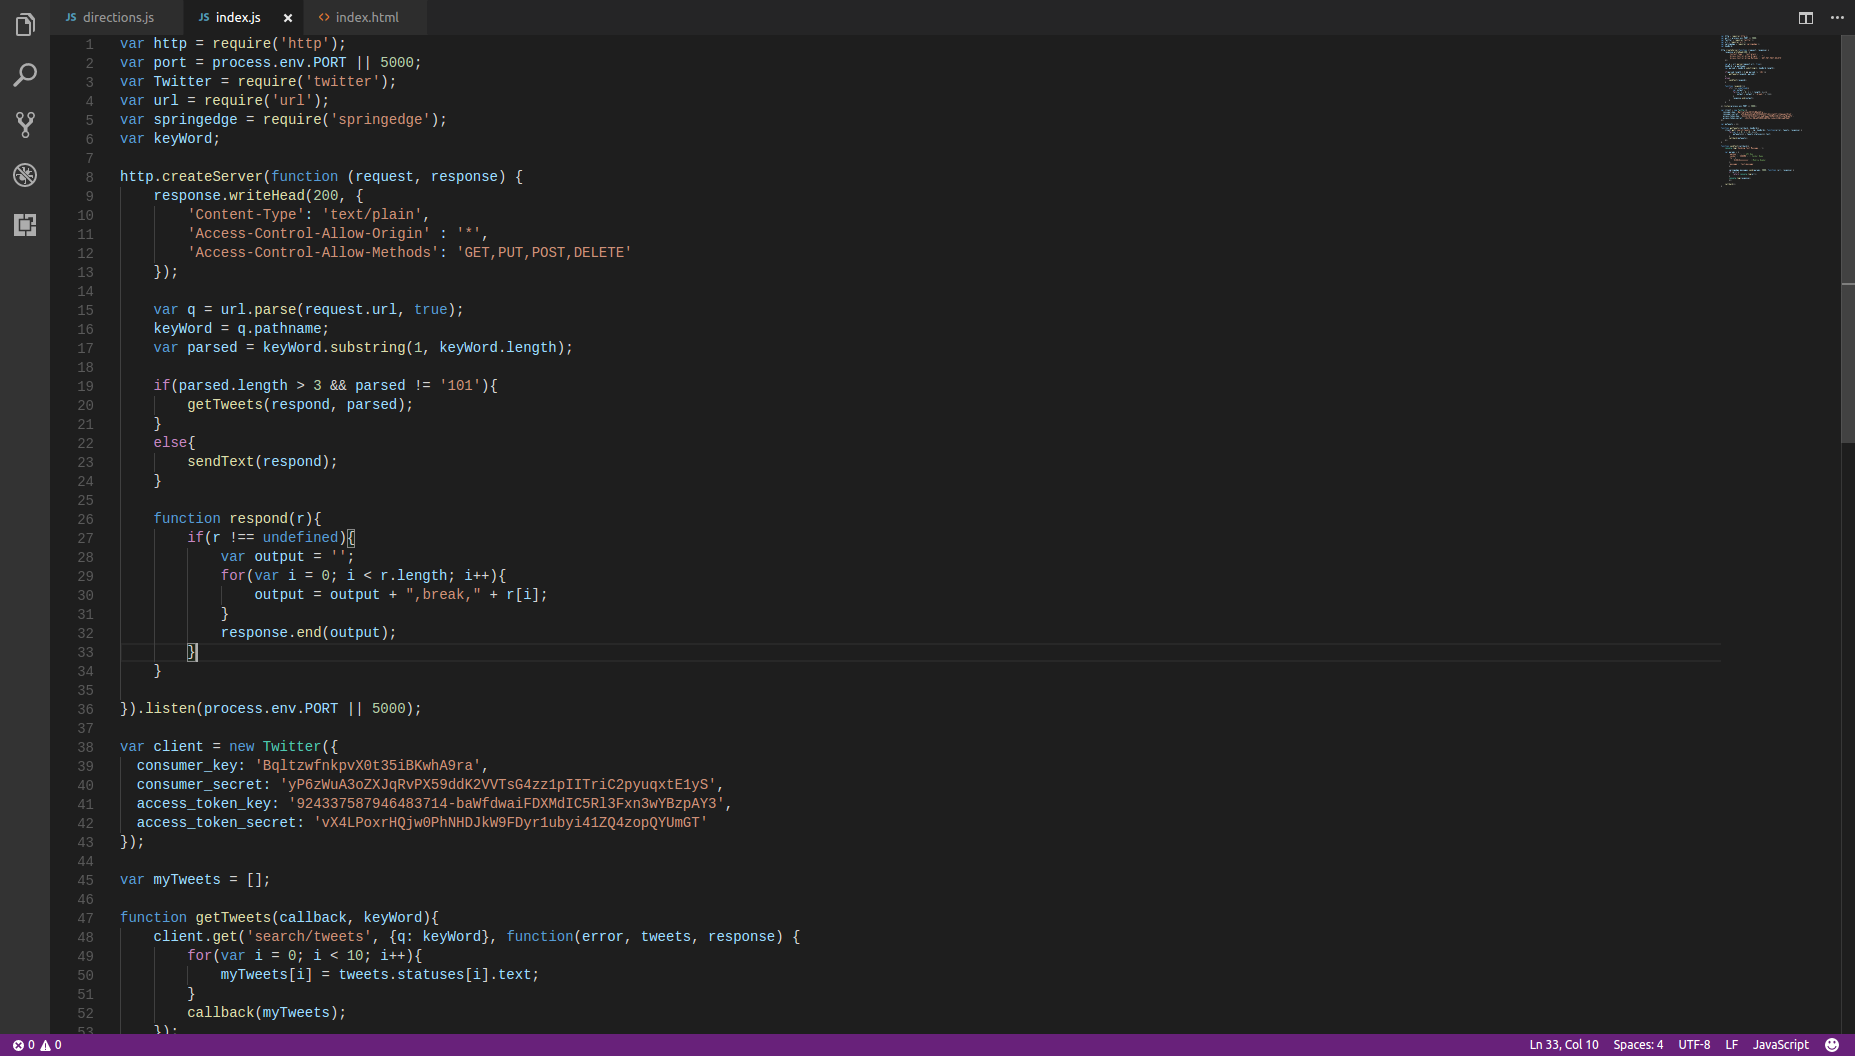 JS directions.js
JS index.js ×
<> index.html
1 var http = require('http');
2 var port = process.env.PORT || 5000;
3 var Twitter = require('twitter');
4 var url = require('url');
5 var springedge = require('springedge');
6 var keyWord;
7
8 http.createServer(function (request, response) {
9     response.writeHead(200, {
10         'Content-Type': 'text/plain',
11         'Access-Control-Allow-Origin' : '*',
12         'Access-Control-Allow-Methods': 'GET,PUT,POST,DELETE'
13     });
14
15     var q = url.parse(request.url, true);
16     keyWord = q.pathname;
17     var parsed = keyWord.substring(1, keyWord.length);
18
19     if(parsed.length > 3 && parsed != '101'){
20         getTweets(respond, parsed);
21     }
22     else{
23         sendText(respond);
24     }
25
26     function respond(r){
27         if(r !== undefined){
28             var output = '';
29             for(var i = 0; i < r.length; i++){
30                 output = output + ",break," + r[i];
31             }
32             response.end(output);
33         }
34     }
35
36 }).listen(process.env.PORT || 5000);
37
38 var client = new Twitter({
39   consumer_key: 'BqltzwfnkpvX0t35iBKwhA9ra',
40   consumer_secret: 'yP6zWuA3oZXJqRvPX59ddK2VVTsG4zz1pIITriC2pyuqxtE1yS',
41   access_token_key: '924337587946483714-baWfdwaiFDXMdIC5Rl3Fxn3wYBzpAY3',
42   access_token_secret: 'vX4LPoxrHQjw0PhNHDJkW9FDyr1ubyi41ZQ4zopQYUmGT'
43 });
44
45 var myTweets = [];
46
47 function getTweets(callback, keyWord){
48     client.get('search/tweets', {q: keyWord}, function(error, tweets, response) {
49         for(var i = 0; i < 10; i++){
50             myTweets[i] = tweets.statuses[i].text;
51         }
52         callback(myTweets);
53     });
0 0
Ln 33, Col 10 Spaces: 4 UTF-8 LF JavaScript